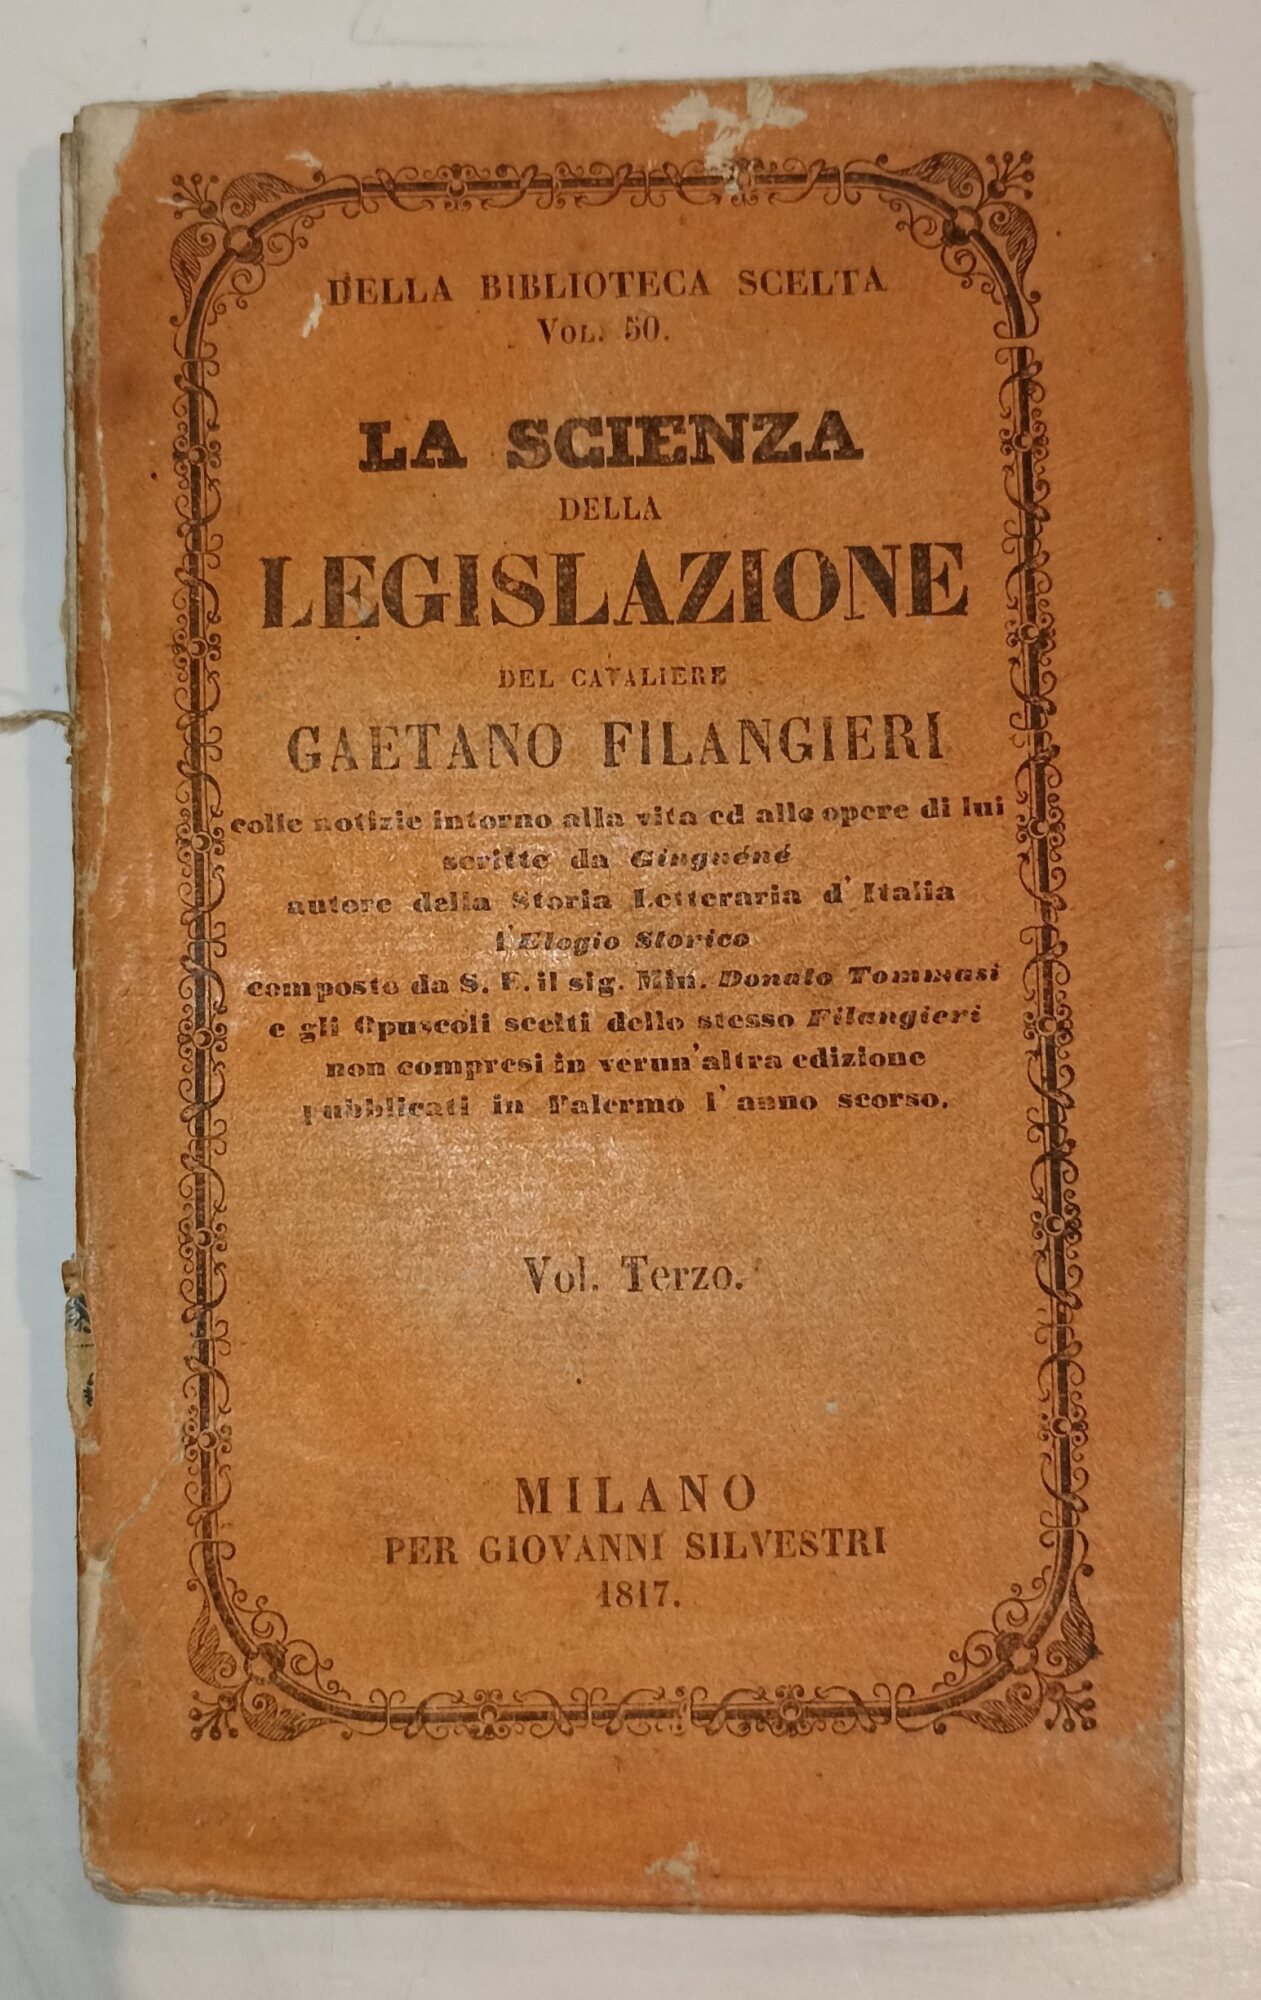 DELLA BIBLIOTECA SCELTA
VOL. 50.
LA SCIENZA
DELLA
LEGISLAZIONE
DEL CAVALIERE
GAETANO FILANGIERI
colle notizie intorno alla vita ed alle opere di lui
scritte da Ginguéné
autore della Storia Letteraria d'Italia
l'Elogio Storico
composto da S. E. il sig. Min. Donato Tommasi
e gli Opuscoli scelti dello stesso Filangieri
non compresi in verun'altra edizione
pubblicati in Palermo l'anno scorso.
Vol. Terzo.
MILANO
PER GIOVANNI SILVESTRI
1817.